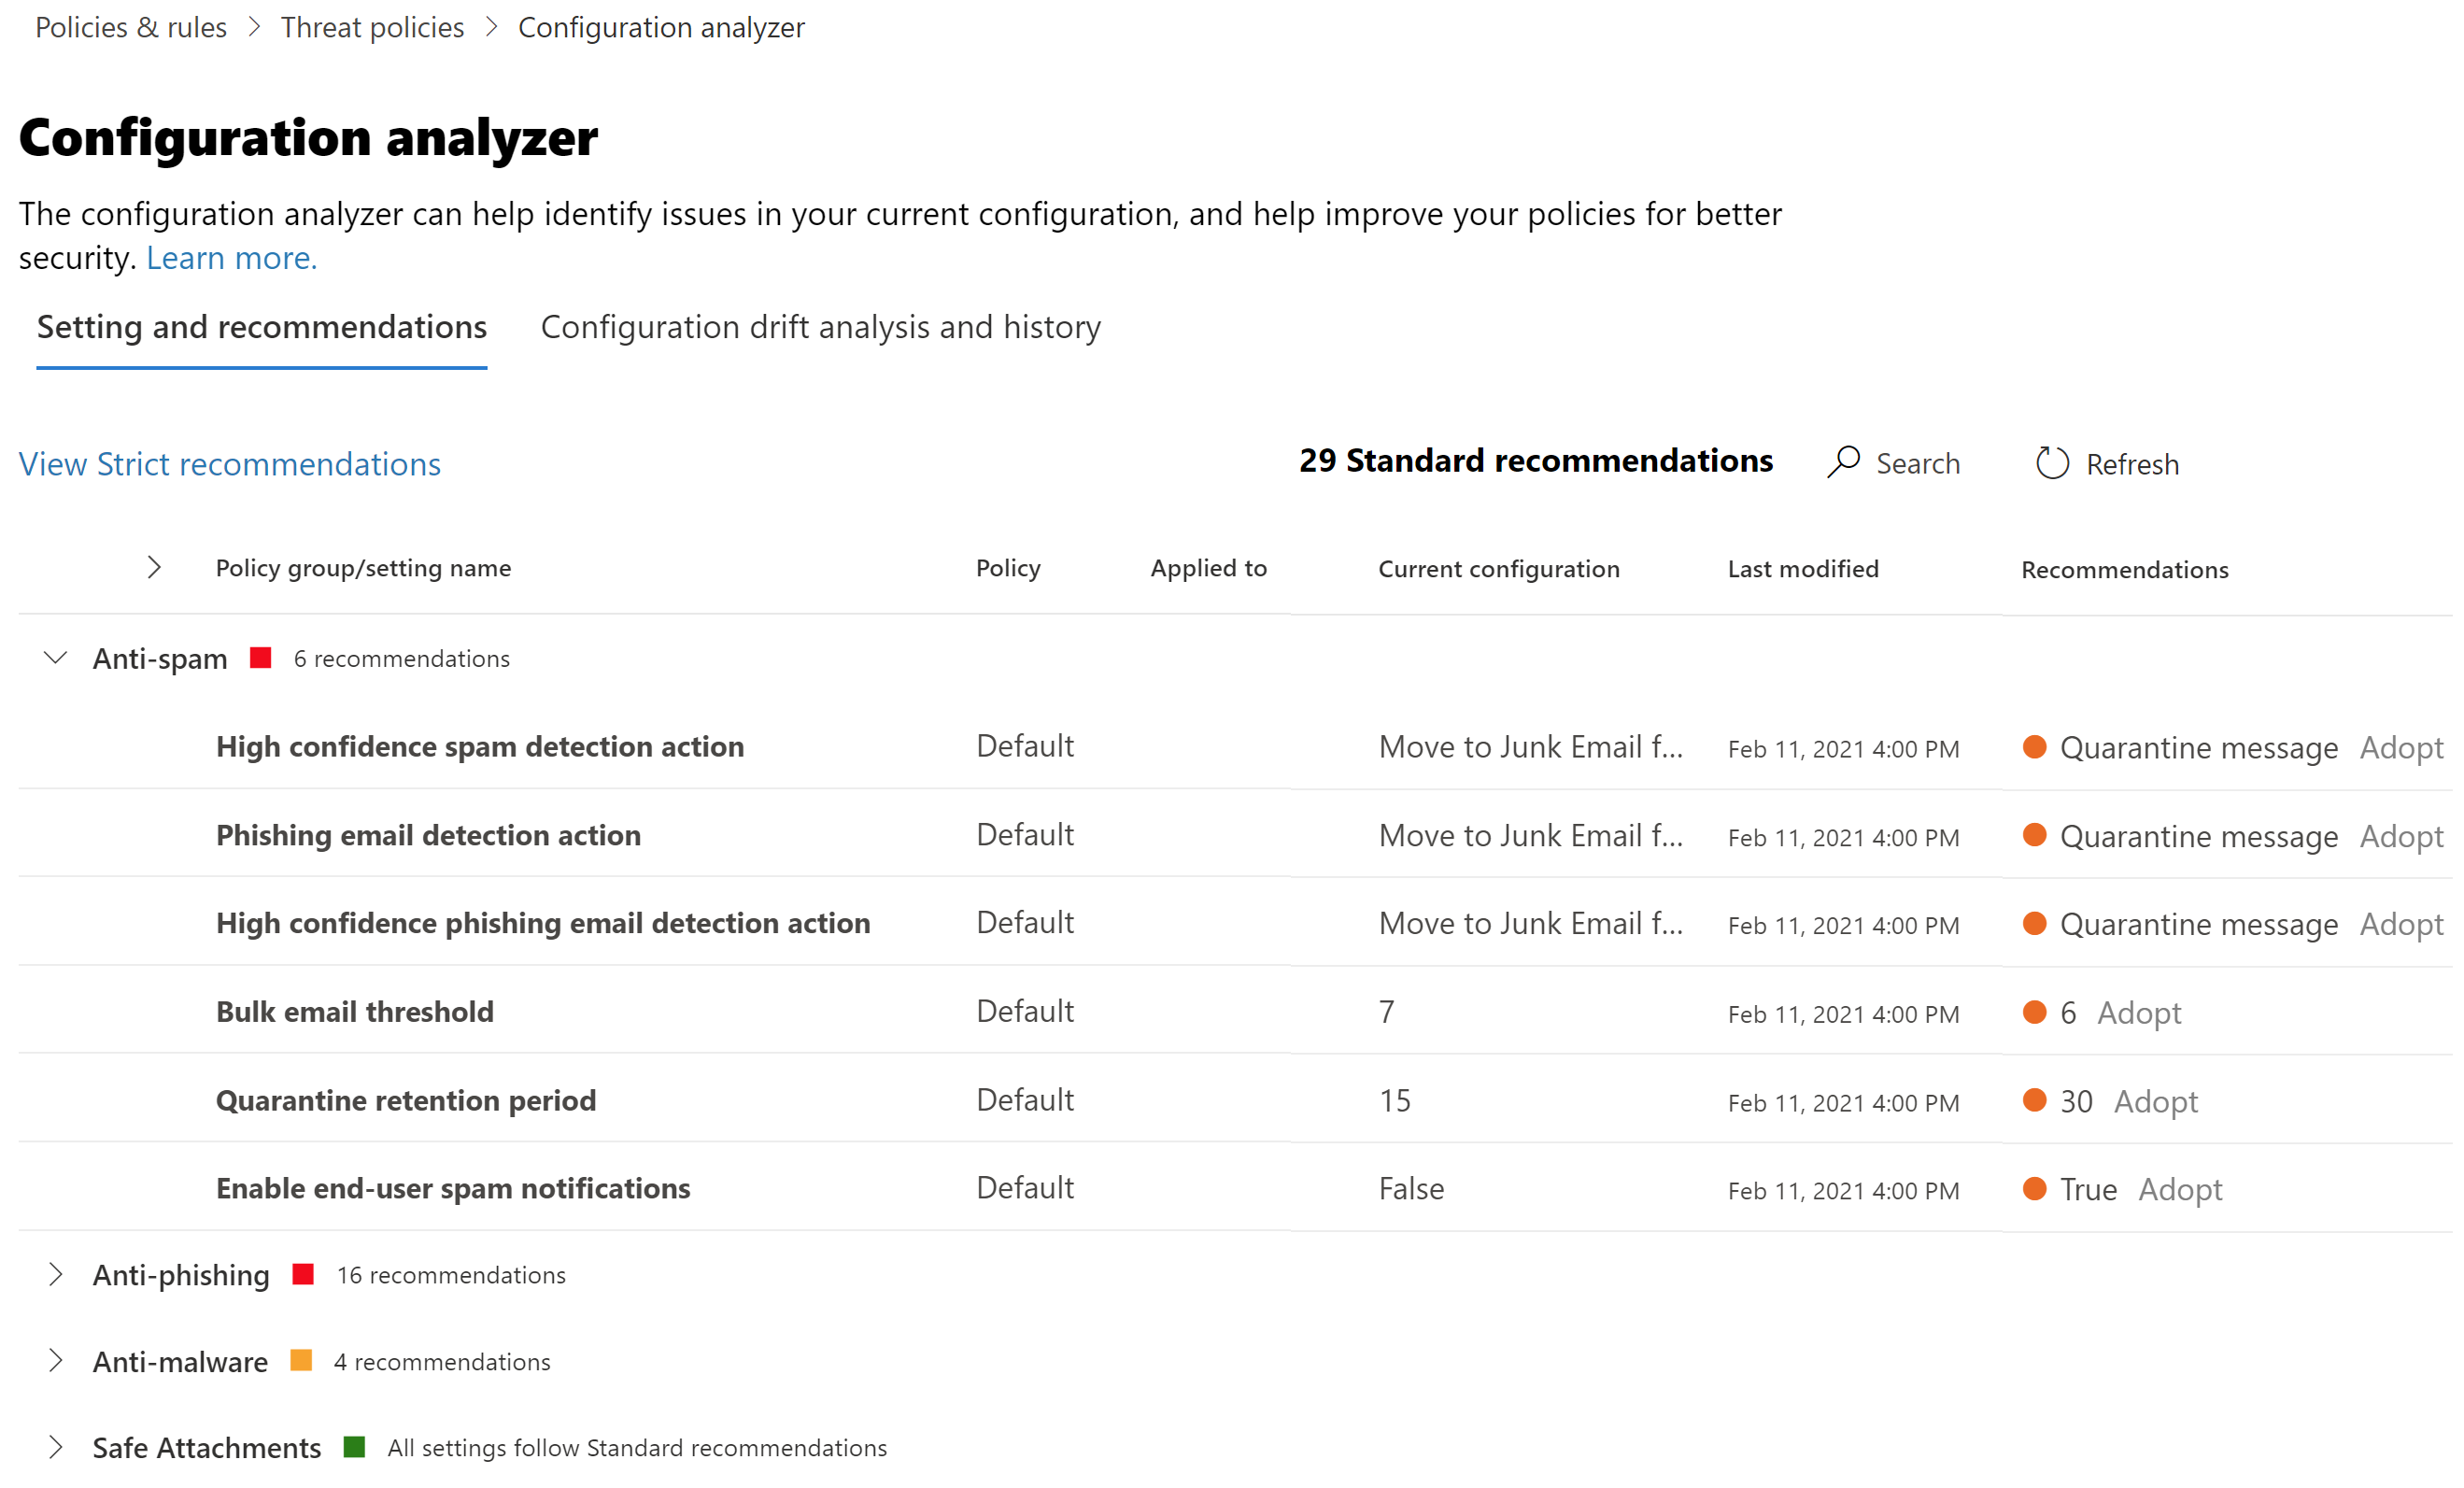 Policies & rules > Threat policies > Configuration analyzer
Configuration analyzer
The configuration analyzer can help identify issues in your current configuration, and help improve your policies for better
security. Learn more.
Setting and recommendations Configuration drift analysis and history
View Strict recommendations 29 Standard recommendations Search Refresh
Policy group/setting name Policy Applied to Current configuration Last modified Recommendations
Anti-spam 6 recommendations
High confidence spam detection action Default Move to Junk Email f... Feb 11, 2021 4:00 PM Quarantine message Adopt
Phishing email detection action Default Move to Junk Email f... Feb 11, 2021 4:00 PM Quarantine message Adopt
High confidence phishing email detection action Default Move to Junk Email f... Feb 11, 2021 4:00 PM Quarantine message Adopt
Bulk email threshold Default 7 Feb 11, 2021 4:00 PM 6 Adopt
Quarantine retention period Default 15 Feb 11, 2021 4:00 PM 30 Adopt
Enable end-user spam notifications Default False Feb 11, 2021 4:00 PM True Adopt
Anti-phishing 16 recommendations
Anti-malware 4 recommendations
Safe Attachments All settings follow Standard recommendations